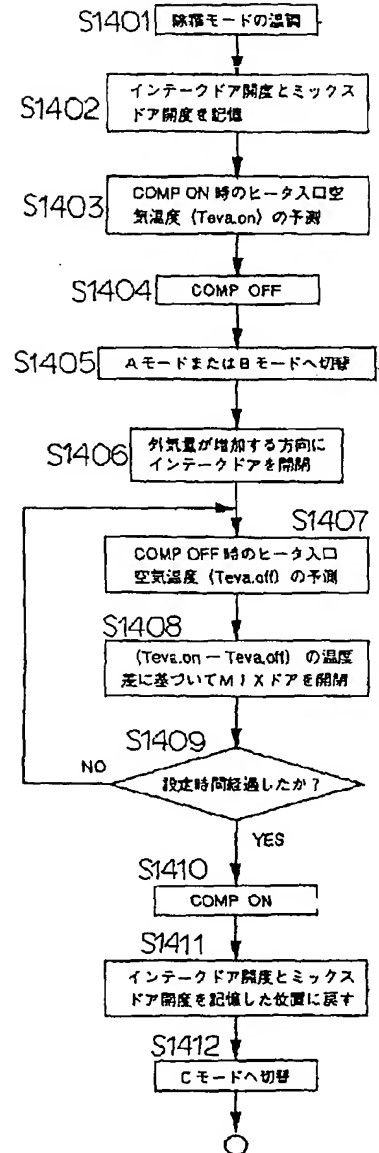 S1401
除湿モードの温調
S1402
インテークドア開度とミックス
ドア開度を記憶
S1403
COMP ON 時のヒータ入口空
気温度 (Teva.on) の予測
S1404
COMP OFF
S1405
AモードまたはBモードへ切替
S1406
外気量が増加する方向に
インテークドアを開閉
S1407
COMP OFF 時のヒータ入口
空気温度 (Teva.off) の予測
S1408
(Teva.on − Teva.off) の温度
差に基づいてMIXドアを開閉
S1409
NO
設定時間経過したか?
YES
S1410
COMP ON
S1411
インテークドア開度とミックス
ドア開度を記憶した位置に戻す
S1412
Cモードへ切替